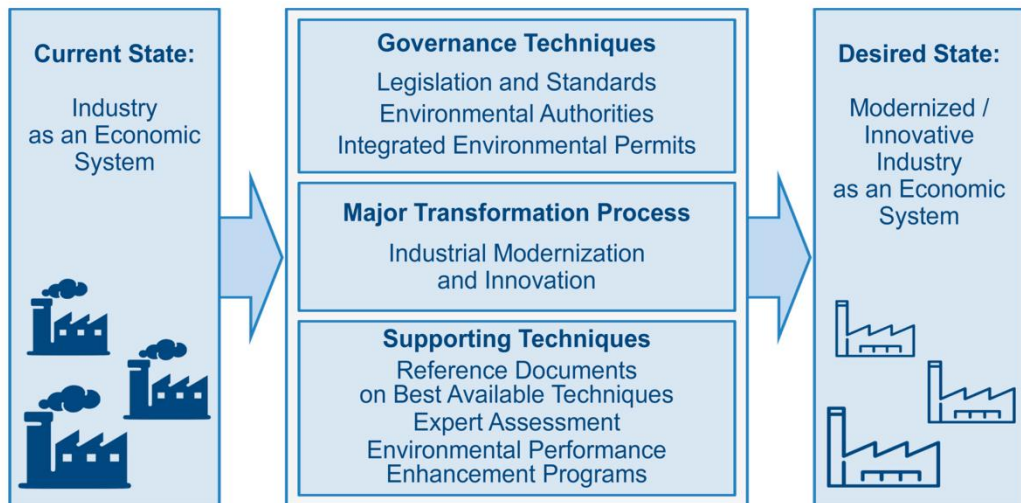 Current State:
Industry
as an Economic
System
Governance Techniques
Legislation and Standards
Environmental Authorities
Integrated Environmental Permits
Major Transformation Process
Industrial Modernization
and Innovation
Supporting Techniques
Reference Documents
on Best Available Techniques
Expert Assessment
Environmental Performance
Enhancement Programs
Desired State:
Modernized /
Innovative
Industry
as an Economic
System